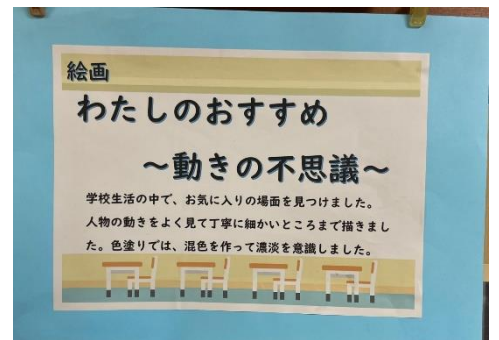 絵画
わたしのおすすめ
～動きの不思議～
学校生活の中で、お気に入りの場面を見つけました。
人物の動きをよく見て丁寧に細かいところまで描きまし
た。色塗りでは、混色を作って濃淡を意識しました。